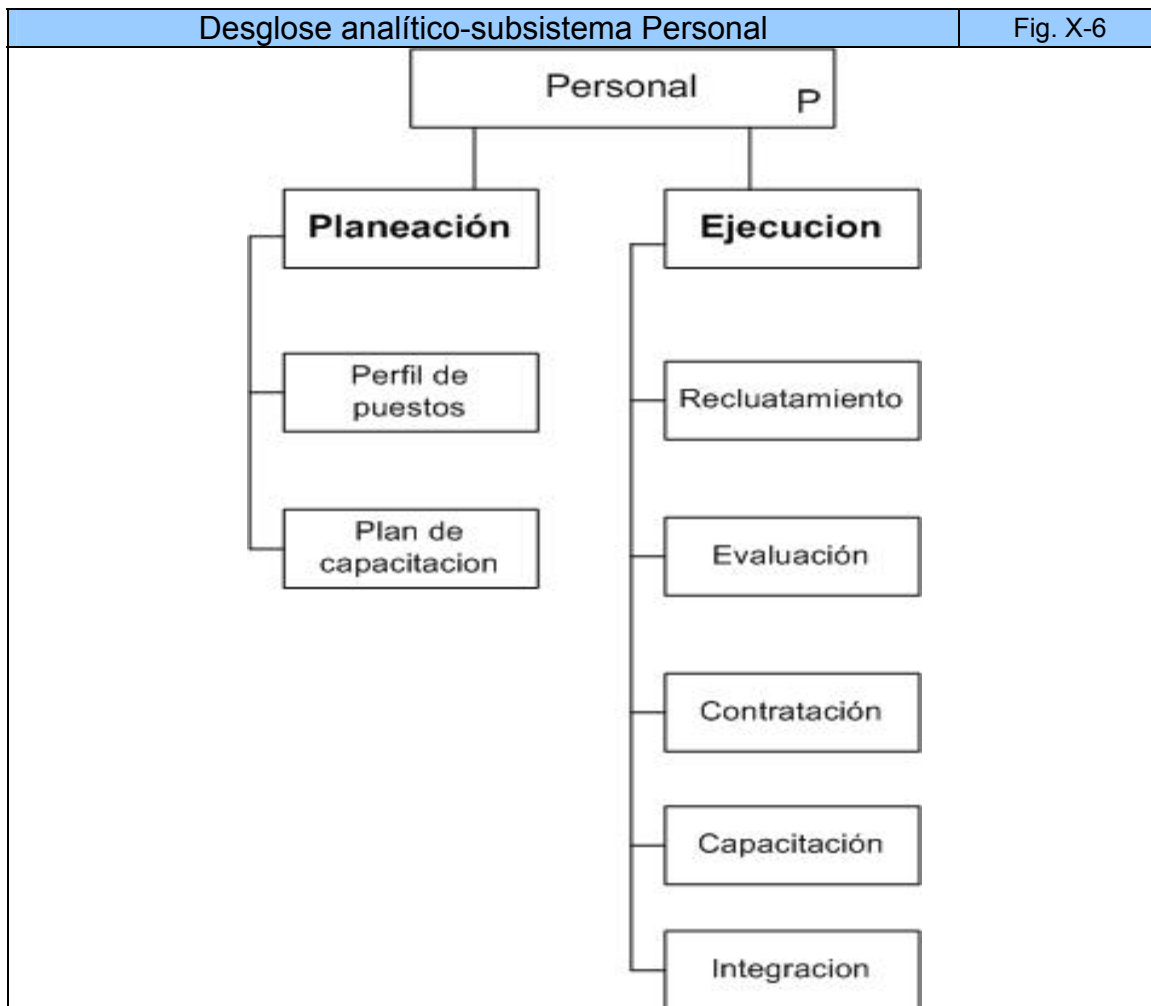 Desglose analítico-subsistema Personal
Fig. X-6
Personal
P
Planeación
Ejecucion
Perfil de
puestos
Plan de
capacitacion
Recluatamiento
Evaluación
Contratación
Capacitación
Integracion